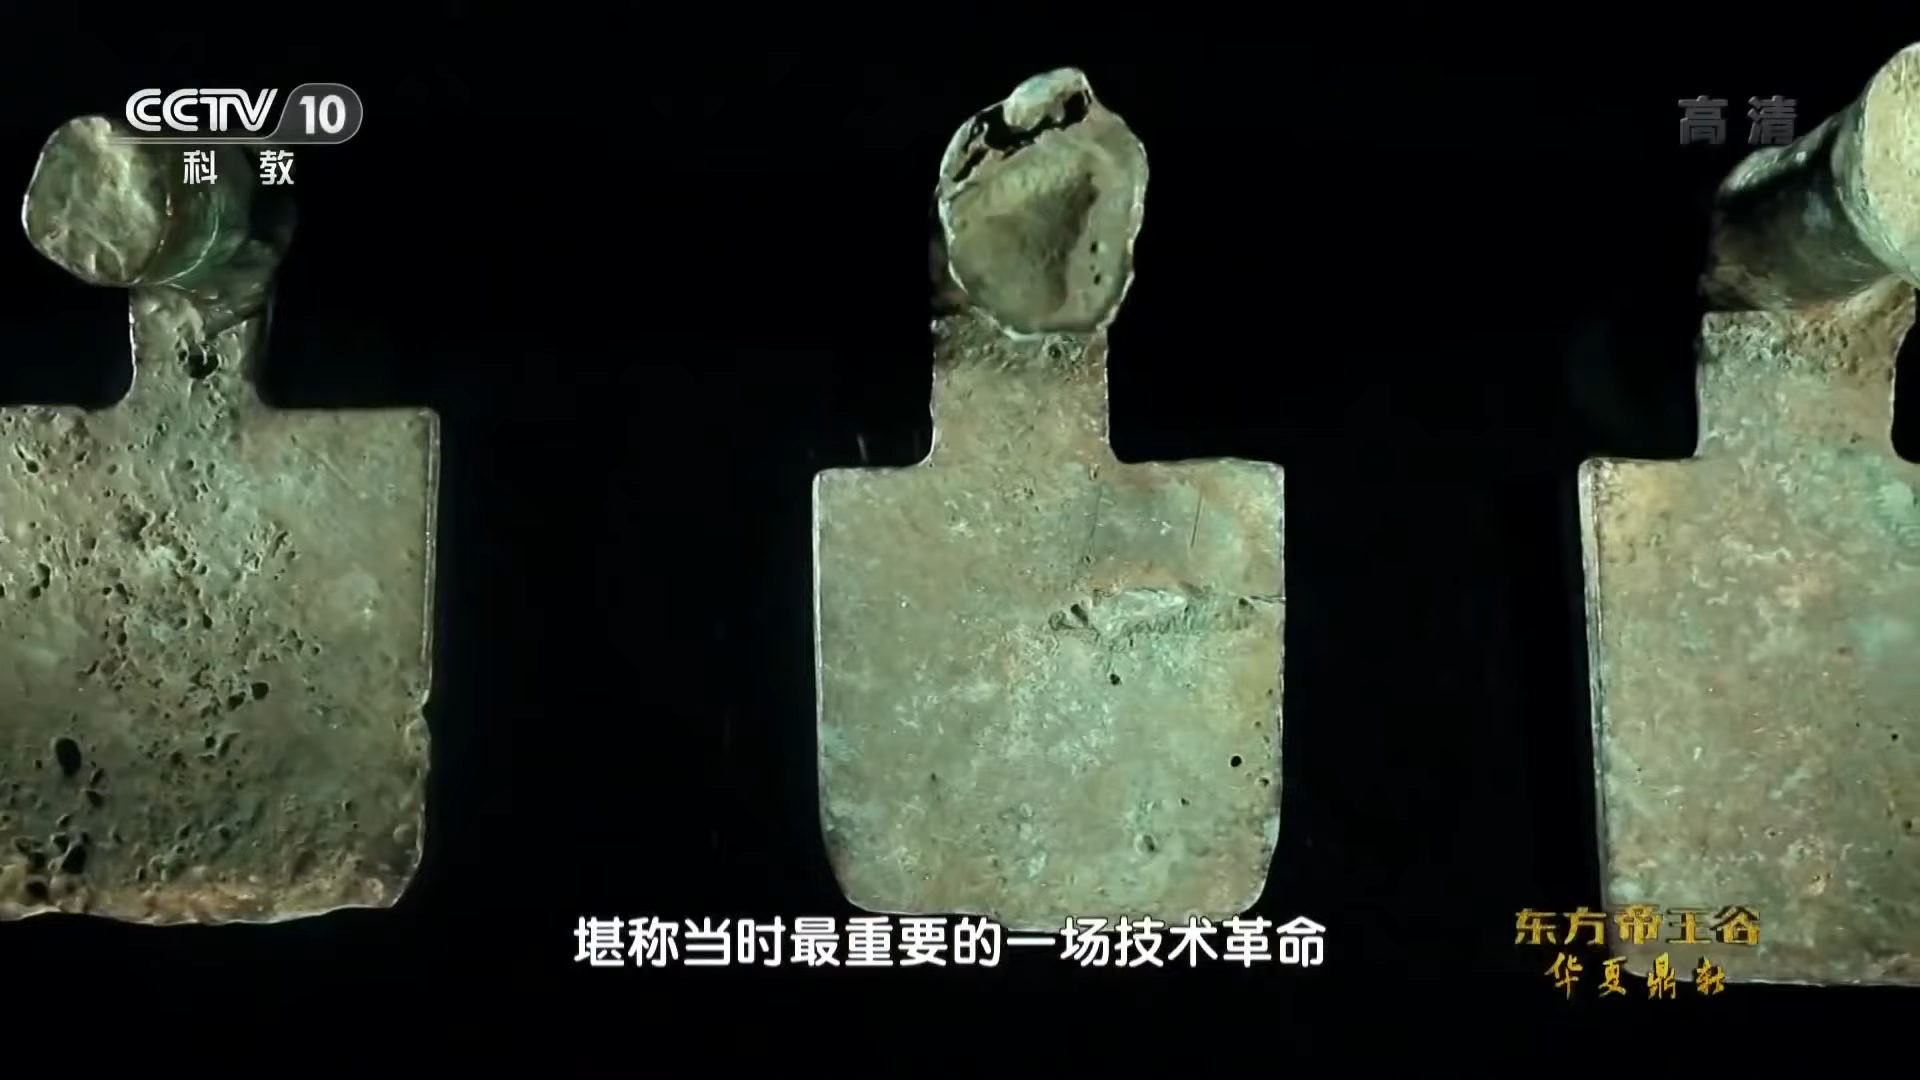 CCTV 10
科 教
高 清
堪称当时最重要的一场技术革命
东方帝王谷
华夏鼎新